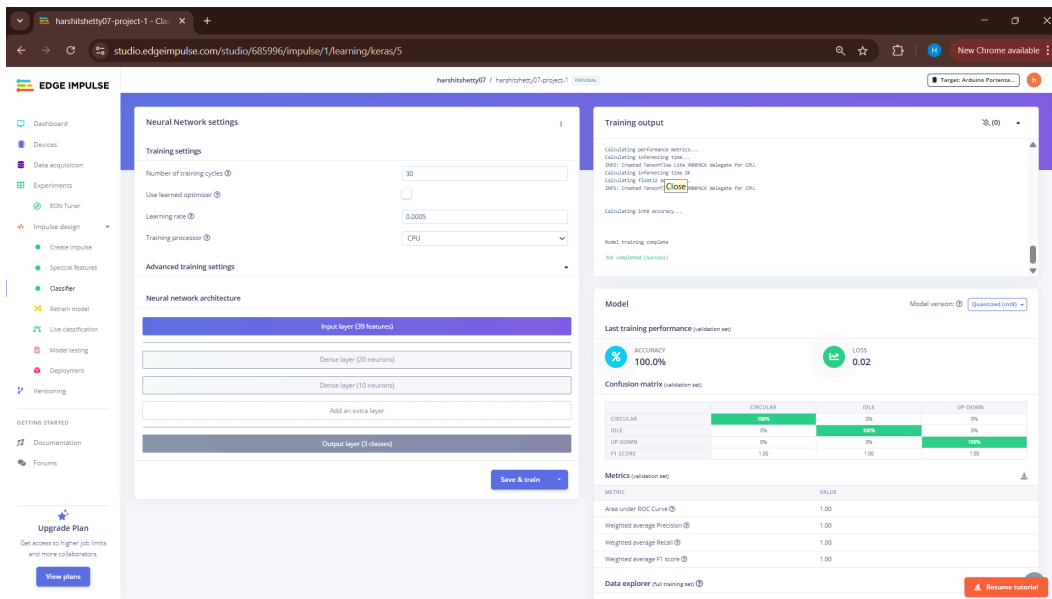 harshitshetty07-project-1 - Clas
studio.edgeimpulse.com/studio/685996/impulse/1/learning/keras/5
H
New Chrome available
EDGE IMPULSE
harshitshetty07 / harshitshetty07-project-1 PERSONAL
Target: Arduino Portenta...
h
Dashboard
Devices
Data acquisition
Experiments
EON Tuner
Impulse design
Create impulse
Spectral features
Classifier
Retrain model
Live classification
Model testing
Deployment
Versioning
GETTING STARTED
Documentation
Forums
Upgrade Plan
Get access to higher job limits
and more collaborators.
View plans
Neural Network settings
Training settings
Number of training cycles 30
Use learned optimizer
Learning rate 0.0005
Training processor CPU
Advanced training settings
Neural network architecture
Input layer (39 features)
Dense layer (20 neurons)
Dense layer (10 neurons)
Add an extra layer
Output layer (3 classes)
Save & train
Training output
(0)
Calculating performance metrics...
Calculating inferencing time...
INFO: Created TensorFlow Lite XNNPACK delegate for CPU.
Calculating inferencing time OK
Calculating float32
Close
INFO: Created TensorF XNNPACK delegate for CPU.
Calculating int8 accuracy...
Model training complete
Job completed (success)
Model
Model version: Quantized (int8)
Last training performance (validation set)
% ACCURACY
100.0%
LOSS
0.02
Confusion matrix (validation set)
CIRCULAR IDLE UP-DOWN
CIRCULAR 100% 0% 0%
IDLE 0% 100% 0%
UP-DOWN 0% 0% 100%
F1 SCORE 1.00 1.00 1.00
Metrics (validation set)
METRIC VALUE
Area under ROC Curve 1.00
Weighted average Precision 1.00
Weighted average Recall 1.00
Weighted average F1 score 1.00
Data explorer (full training set)
Resume tutorial